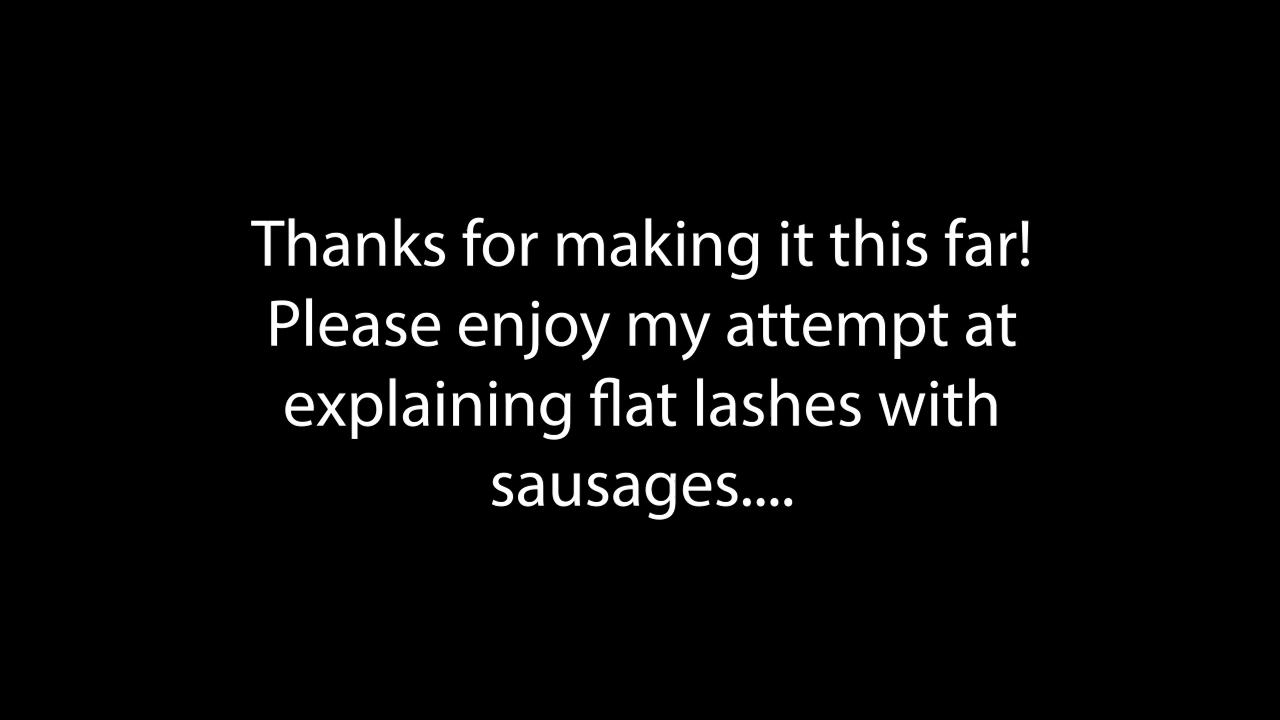 Thanks for making it this far!
Please enjoy my attempt at
explaining flat lashes with
sausages....